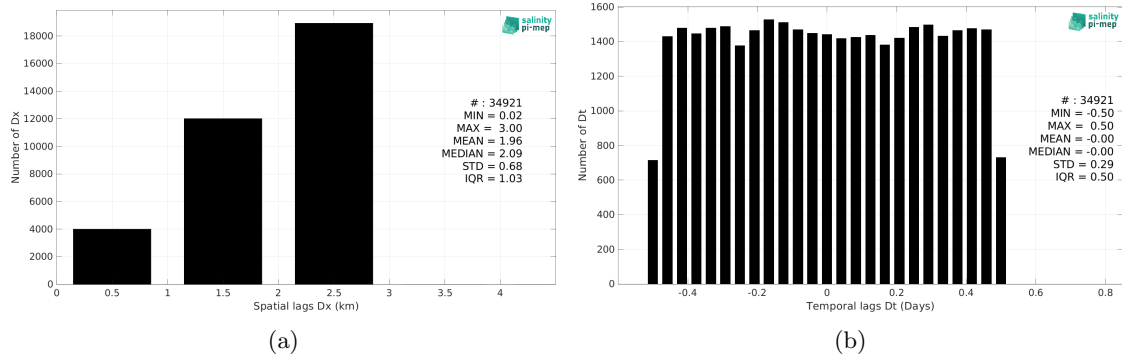 salinity
pi-mep
18000
16000
14000
12000
10000
8000
6000
4000
2000
0
Number of Dx
# : 34921
MIN = 0.02
MAX = 3.00
MEAN = 1.96
MEDIAN = 2.09
STD = 0.68
IQR = 1.03
0 0.5 1 1.5 2 2.5 3 3.5 4
Spatial lags Dx (km)
(a)
salinity
pi-mep
1600
1400
1200
1000
800
600
400
200
0
Number of Dt
# : 34921
MIN = -0.50
MAX = 0.50
MEAN = -0.00
MEDIAN = -0.00
STD = 0.29
IQR = 0.50
-0.4 -0.2 0 0.2 0.4 0.6 0.8
Temporal lags Dt (Days)
(b)